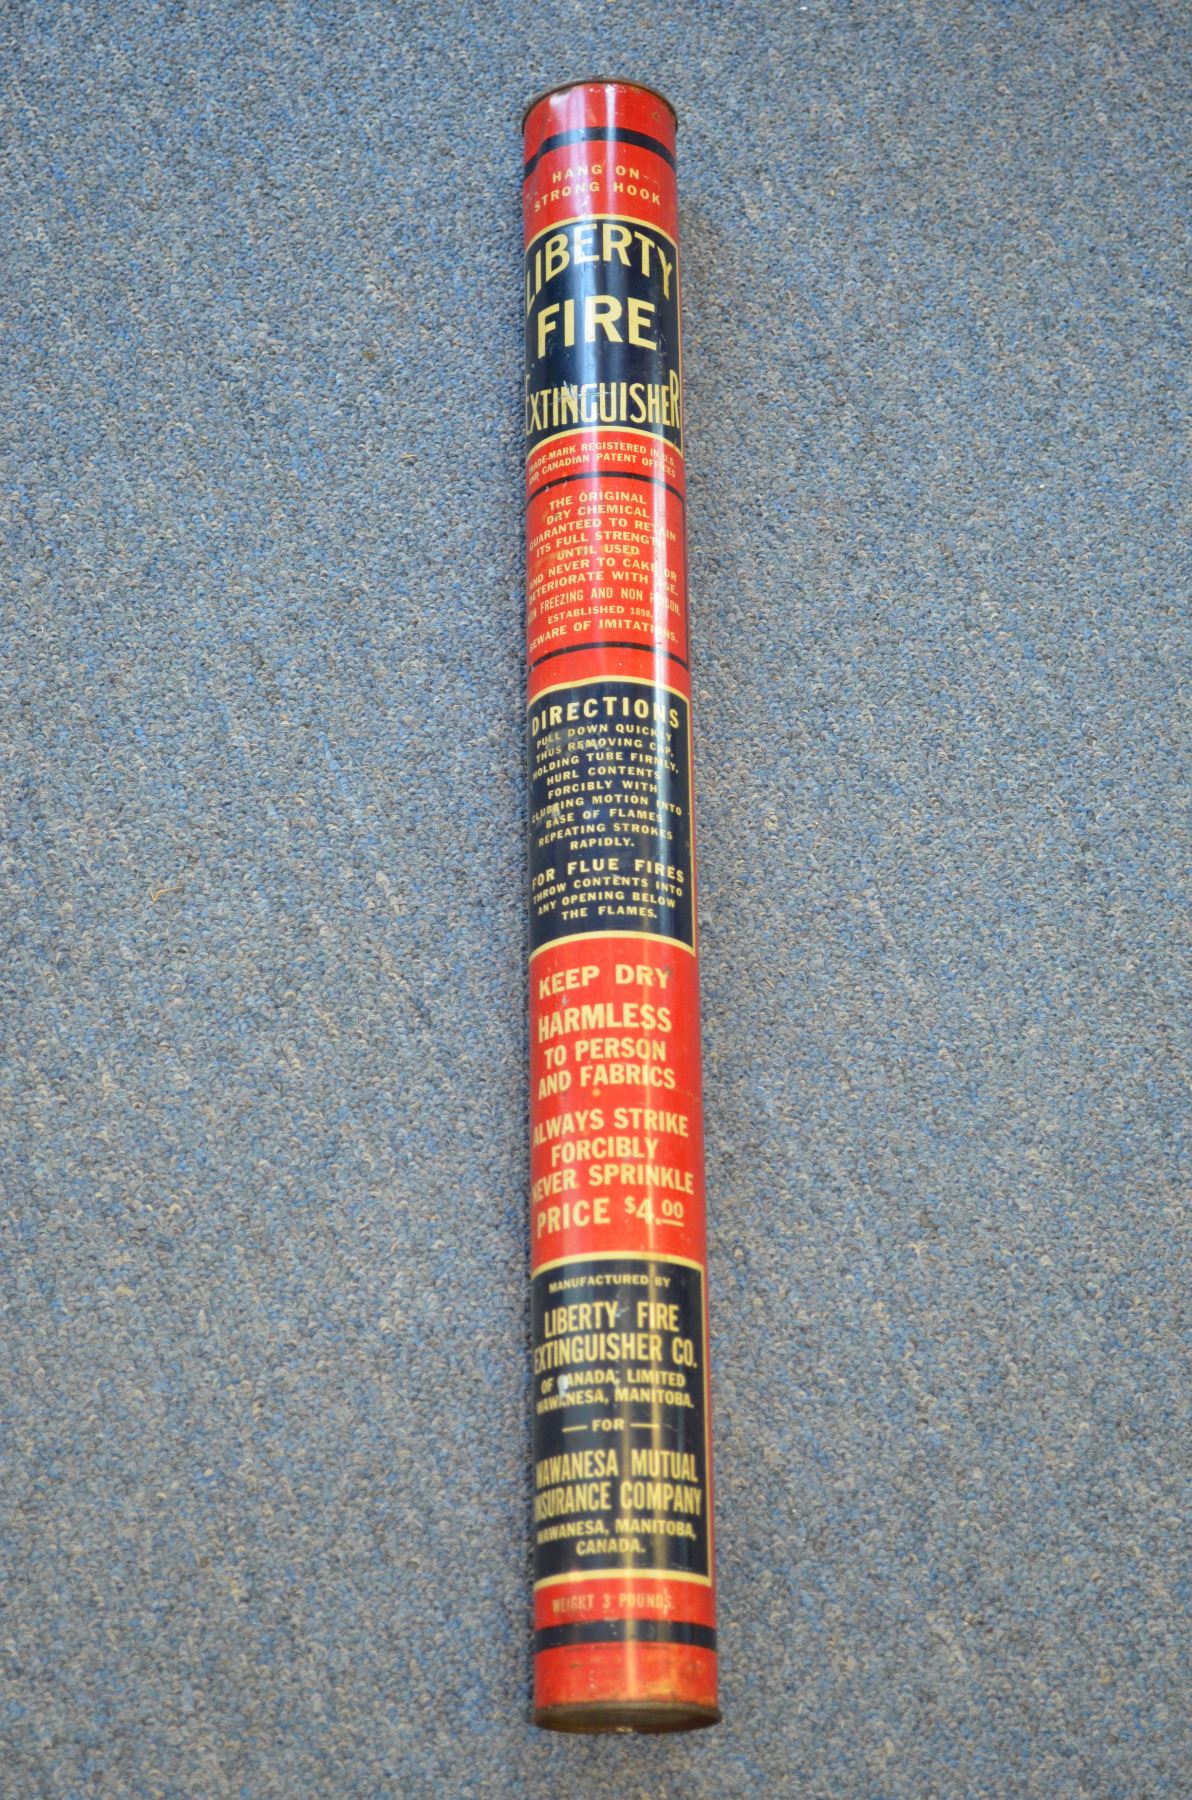 HANG ON
STRONG HOOK
LIBERTY
FIRE
EXTINGUISHER
TRADE-MARK REGISTERED IN U.S.
AND CANADIAN PATENT OFFICES
THE ORIGINAL
DRY CHEMICAL
GUARANTEED TO RETAIN
ITS FULL STRENGTH
UNTIL USED
AND NEVER TO CAKE OR
DETERIORATE WITH AGE.
NON FREEZING AND NON POISON.
ESTABLISHED 1898.
BEWARE OF IMITATIONS.
DIRECTIONS
PULL DOWN QUICKLY
THUS REMOVING CAP,
HOLDING TUBE FIRMLY,
HURL CONTENTS
FORCIBLY WITH
CLUBBING MOTION INTO
BASE OF FLAMES
REPEATING STROKES
RAPIDLY.
FOR FLUE FIRES
THROW CONTENTS INTO
ANY OPENING BELOW
THE FLAMES.
KEEP DRY
HARMLESS
TO PERSON
AND FABRICS
ALWAYS STRIKE
FORCIBLY
NEVER SPRINKLE
PRICE $4.00
MANUFACTURED BY
LIBERTY FIRE
EXTINGUISHER CO.
OF CANADA, LIMITED
WAWANESA, MANITOBA.
— FOR —
WAWANESA MUTUAL
INSURANCE COMPANY
WAWANESA, MANITOBA,
CANADA.
WEIGHT 3 POUNDS.